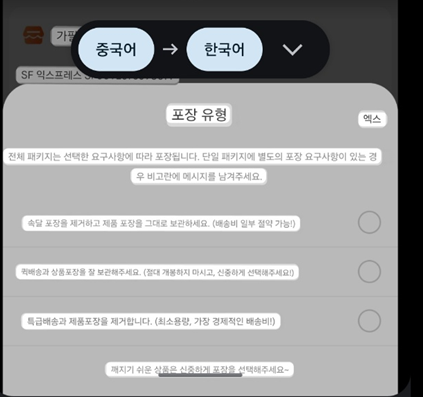 중국어 → 한국어
가
SF 익스프레스
포장 유형
엑스
전체 패키지는 선택한 요구사항에 따라 포장됩니다. 단일 패키지에 별도의 포장 요구사항이 있는 경
우 비고란에 메시지를 남겨주세요.
속달 포장을 제거하고 제품 포장을 그대로 보관하세요. (배송비 일부 절약 가능!)
퀵배송과 상품포장을 잘 보관해주세요. (절대 개봉하지 마시고, 신중하게 선택해주세요!)
특급배송과 제품포장을 제거합니다. (최소용량, 가장 경제적인 배송비!)
깨지기 쉬운 상품은 신중하게 포장을 선택해주세요~